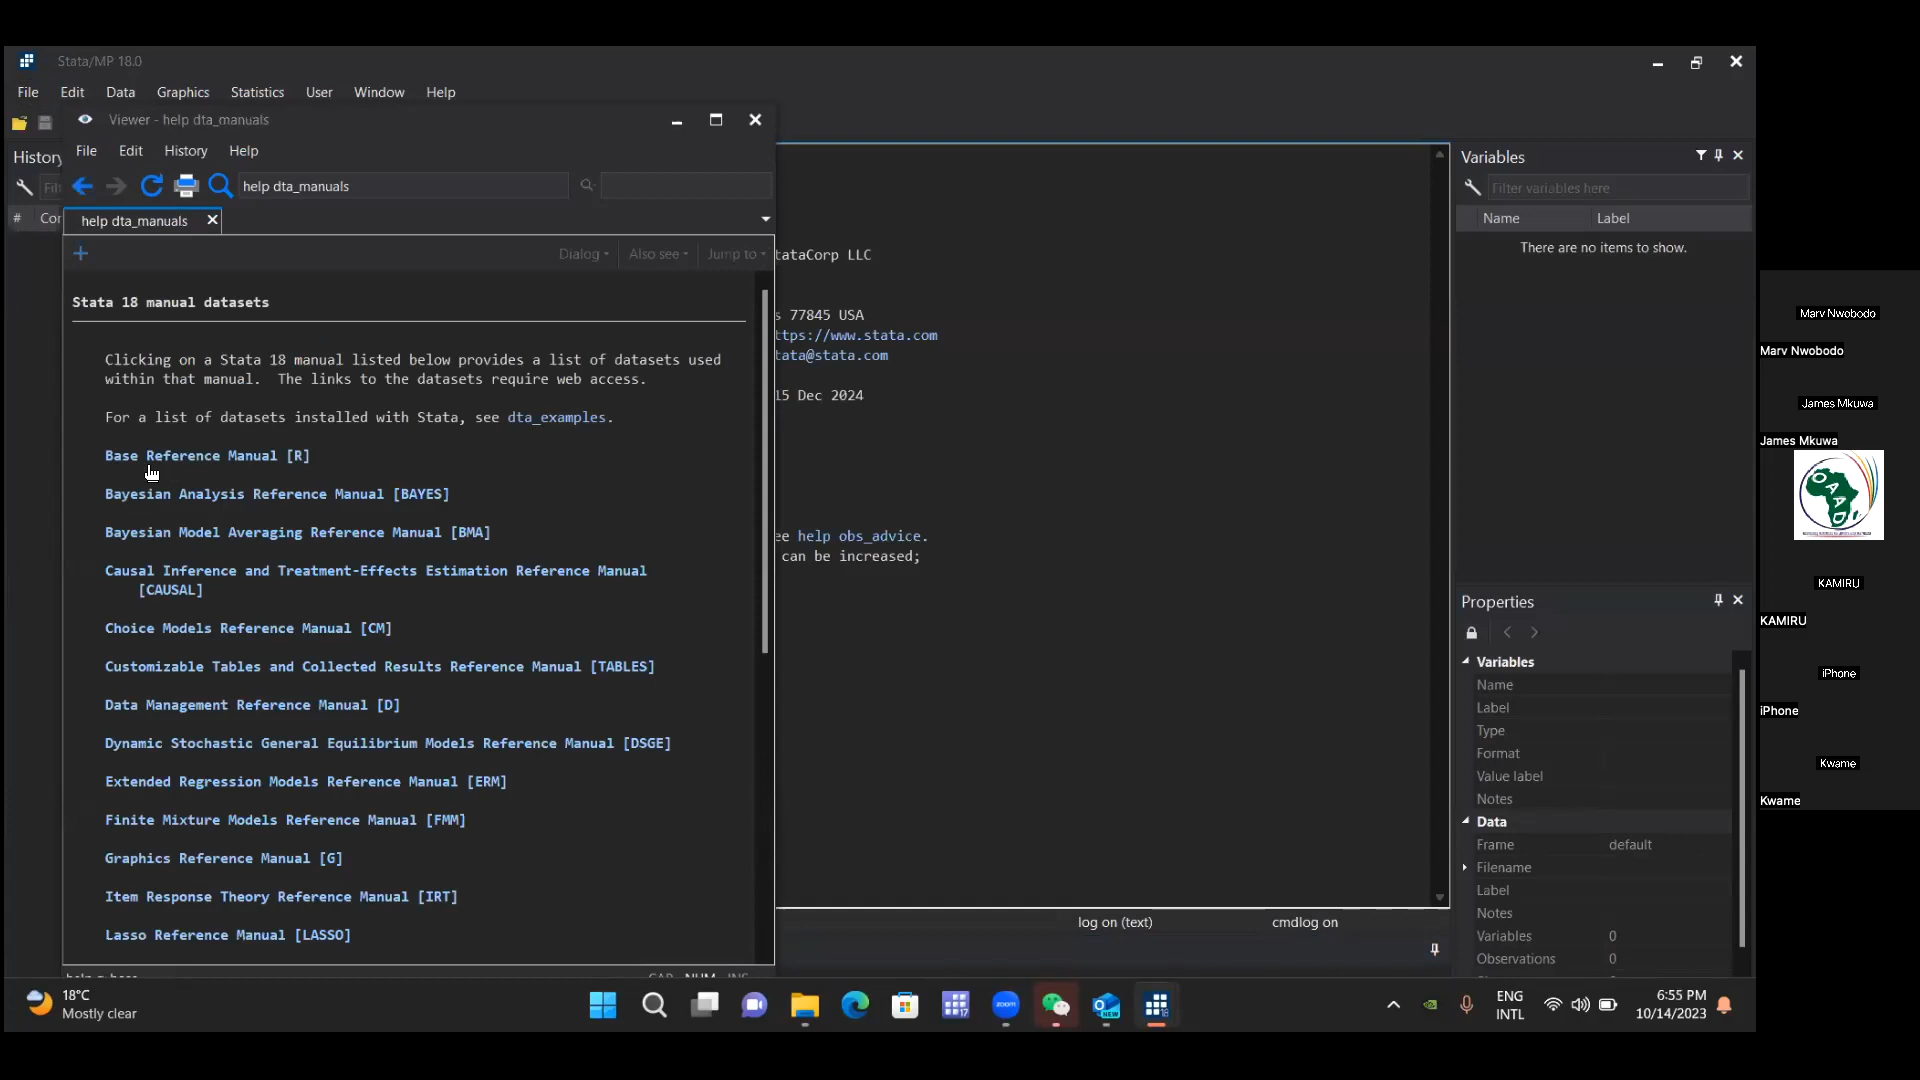 Stata/MP 18.0
File Edit Data Graphics Statistics User Window Help
Viewer - help dta_manuals
File Edit History Help
History
help dta_manuals
# Co
help dta_manuals
Dialog Also see Jump to
Stata 18 manual datasets
Clicking on a Stata 18 manual listed below provides a list of datasets used
within that manual. The links to the datasets require web access.
For a list of datasets installed with Stata, see dta_examples.
Base Reference Manual [R]
Bayesian Analysis Reference Manual [BAYES]
Bayesian Model Averaging Reference Manual [BMA]
Causal Inference and Treatment-Effects Estimation Reference Manual
[CAUSAL]
Choice Models Reference Manual [CM]
Customizable Tables and Collected Results Reference Manual [TABLES]
Data Management Reference Manual [D]
Dynamic Stochastic General Equilibrium Models Reference Manual [DSGE]
Extended Regression Models Reference Manual [ERM]
Finite Mixture Models Reference Manual [FMM]
Graphics Reference Manual [G]
Item Response Theory Reference Manual [IRT]
Lasso Reference Manual [LASSO]
tataCorp LLC
s 77845 USA
ttps://www.stata.com
tata@stata.com
15 Dec 2024
ee help obs_advice.
can be increased;
log on (text) cmdlog on
Variables
Filter variables here
Name Label
There are no items to show.
Properties
Variables
Name
Label
Type
Format
Value label
Notes
Data
Frame default
Filename
Label
Notes
Variables 0
Observations 0
Marv Nwobodo
Marv Nwobodo
James Mkuwa
James Mkuwa
OAAD
KAMIRU
KAMIRU
iPhone
iPhone
Kwame
Kwame
18°C
Mostly clear
17
zoom
NEW
18
ENG
INTL
6:55 PM
10/14/2023